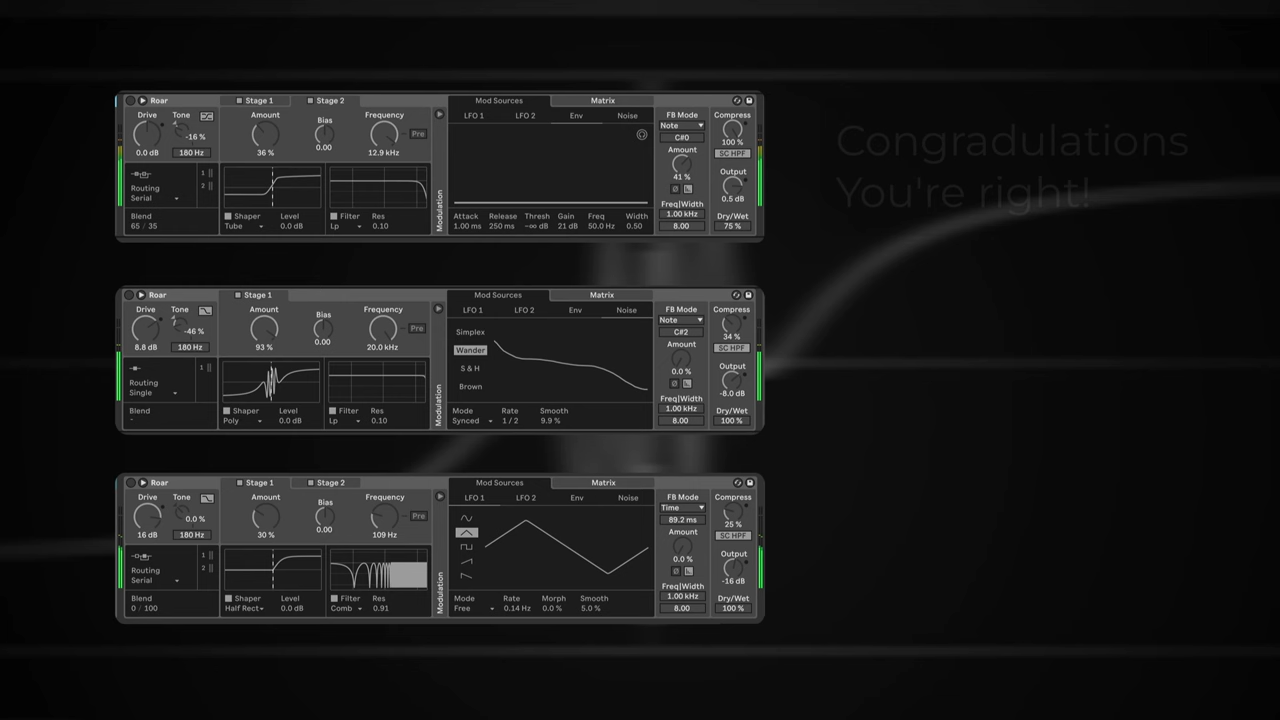 Roar Stage 1 Stage 2 Mod Sources Matrix
Drive Tone Amount Bias Frequency LFO 1 LFO 2 Env Noise FB Mode Compress
-16 % 0.00 Pre Note 100 %
0.0 dB 180 Hz 36 % 12.9 kHz C#0 SC HPF
Amount Output
Routing 1 2 41 %
Serial Modulation Freq|Width 0.5 dB
Blend Shaper Level Filter Res Attack Release Thresh Gain Freq Width 1.00 kHz Dry/Wet
65 / 35 Tube 0.0 dB Lp 0.10 1.00 ms 250 ms -∞ dB 21 dB 50.0 Hz 0.50 8.00 75 %
Congradulations
You're right!
Roar Stage 1 Mod Sources Matrix
Drive Tone Amount Bias Frequency LFO 1 LFO 2 Env Noise FB Mode Compress
-46 % 0.00 Pre Simplex Note 34 %
8.8 dB 180 Hz 93 % 20.0 kHz Wander C#2 SC HPF
S & H Amount Output
Routing 1 Brown 0.0 %
Single Modulation Freq|Width -8.0 dB
Blend Shaper Level Filter Res Mode Rate Smooth 1.00 kHz Dry/Wet
- Poly 0.0 dB Lp 0.10 Synced 1 / 2 9.9 % 8.00 100 %
Roar Stage 1 Stage 2 Mod Sources Matrix
Drive Tone Amount Bias Frequency LFO 1 LFO 2 Env Noise FB Mode Compress
0.0 % 0.00 Pre Time 25 %
16 dB 180 Hz 30 % 109 Hz 89.2 ms SC HPF
Amount Output
Routing 1 2 0.0 %
Serial Modulation Freq|Width -16 dB
Blend Shaper Level Filter Res Mode Rate Morph Smooth 1.00 kHz Dry/Wet
0 / 100 Half Rect 0.0 dB Comb 0.91 Free 0.14 Hz 0.0 % 5.0 % 8.00 100 %